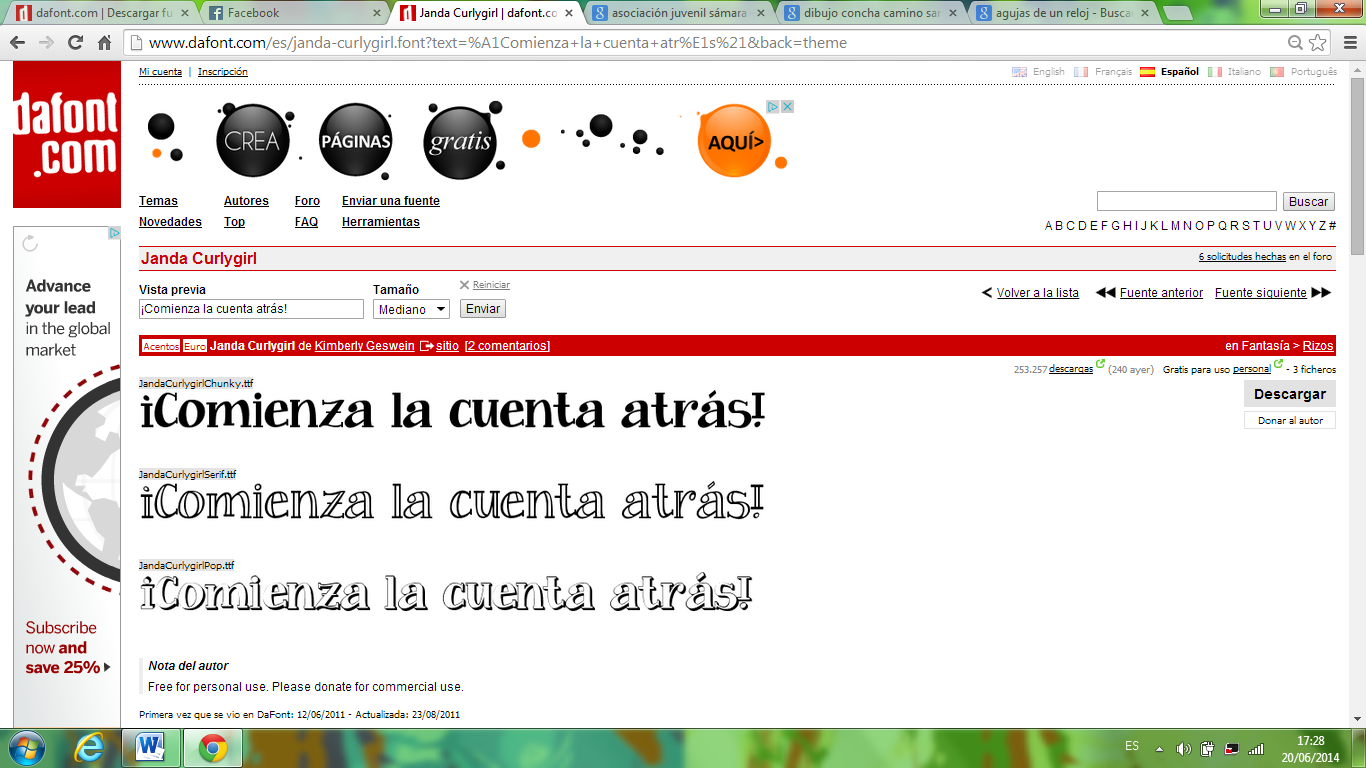 dafont.com | Descargar fu
Facebook
Janda Curlygirl | dafont.co
asociación juvenil sámara
dibujo concha camino sar
agujas de un reloj - Buscar
www.dafont.com/es/janda-curlygirl.font?text=%A1Comienza+la+cuenta+atr%E1s%21&back=theme
dafont
.com
Mi cuenta | Inscripción
English Français Español Italiano Português
CREA PÁGINAS gratis AQUÍ>
Temas Autores Foro Enviar una fuente
Novedades Top FAQ Herramientas
Buscar
A B C D E F G H I J K L M N O P Q R S T U V W X Y Z #
Janda Curlygirl
6 solicitudes hechas en el foro
Vista previa Tamaño Reiniciar
¡Comienza la cuenta atrás! Mediano Enviar
Volver a la lista Fuente anterior Fuente siguiente
Acentos Euro Janda Curlygirl de Kimberly Geswein sitio [2 comentarios] en Fantasía > Rizos
253.257 descargas (240 ayer) Gratis para uso personal - 3 ficheros
Descargar
Donar al autor
JandaCurlygirlChunky.ttf
¡Comienza la cuenta atrás!
JandaCurlygirlSerif.ttf
¡Comienza la cuenta atrás!
JandaCurlygirlPop.ttf
¡Comienza la cuenta atrás!
Nota del autor
Free for personal use. Please donate for commercial use.
Primera vez que se vio en DaFont: 12/06/2011 - Actualizada: 23/08/2011
Advance
your lead
in the global
market
Subscribe
now and
save 25%
ES
17:28
20/06/2014